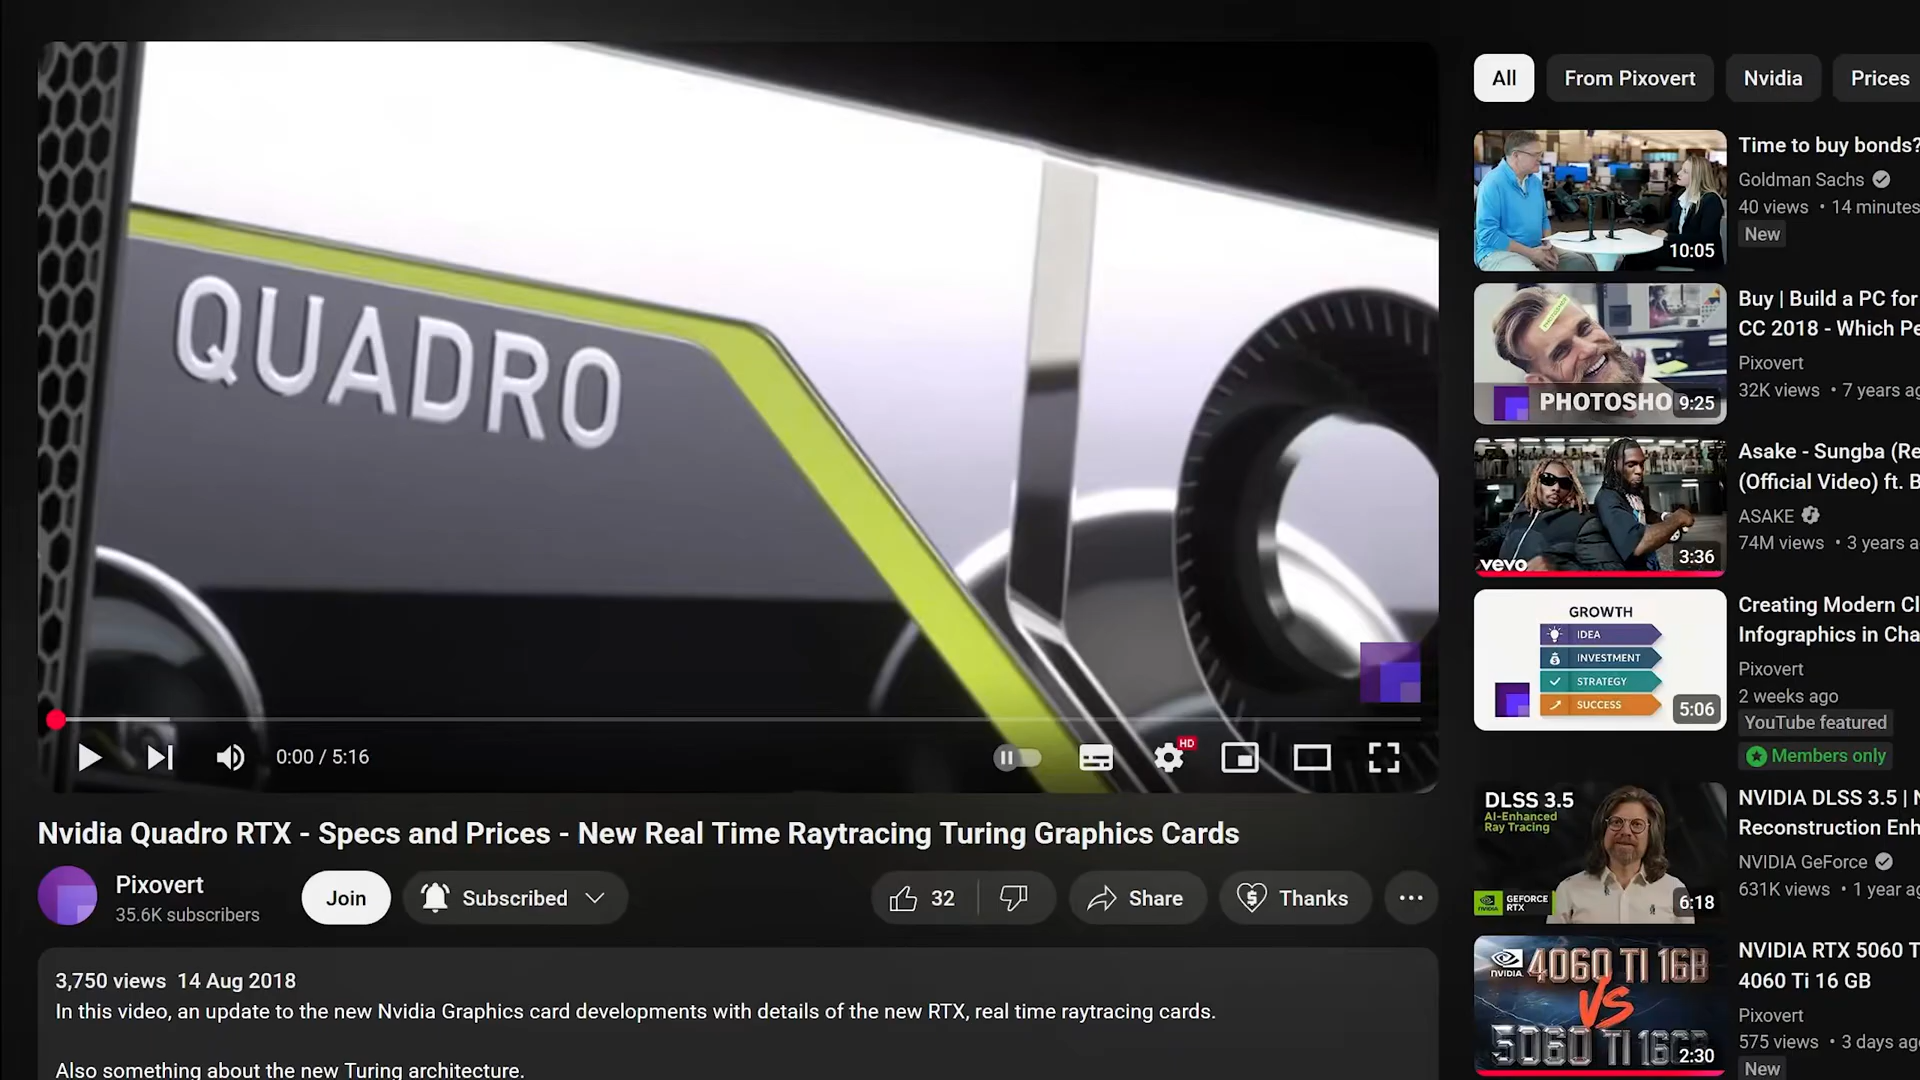 QUADRO
0:00 / 5:16
HD
Nvidia Quadro RTX - Specs and Prices - New Real Time Raytracing Turing Graphics Cards
Pixovert
35.6K subscribers
Join
Subscribed
32
Share
Thanks
3,750 views 14 Aug 2018
In this video, an update to the new Nvidia Graphics card developments with details of the new RTX, real time raytracing cards.
Also something about the new Turing architecture.
All
From Pixovert
Nvidia
Prices
10:05
Time to buy bonds?
Goldman Sachs
40 views • 14 minutes
New
PHOTOSHO
9:25
Buy | Build a PC for
CC 2018 - Which Pe
Pixovert
32K views • 7 years ag
vevo
3:36
Asake - Sungba (Re
(Official Video) ft. B
ASAKE
74M views • 3 years a
GROWTH
IDEA
INVESTMENT
STRATEGY
SUCCESS
5:06
Creating Modern Cl
Infographics in Cha
Pixovert
2 weeks ago
YouTube featured
Members only
DLSS 3.5
AI-Enhanced
Ray Tracing
GEFORCE
RTX
6:18
NVIDIA DLSS 3.5 | N
Reconstruction Enh
NVIDIA GeForce
631K views • 1 year ag
NVIDIA
4060 TI 16B
VS
5060 TI 16GB
2:30
NVIDIA RTX 5060 T
4060 Ti 16 GB
Pixovert
575 views • 3 days ag
New